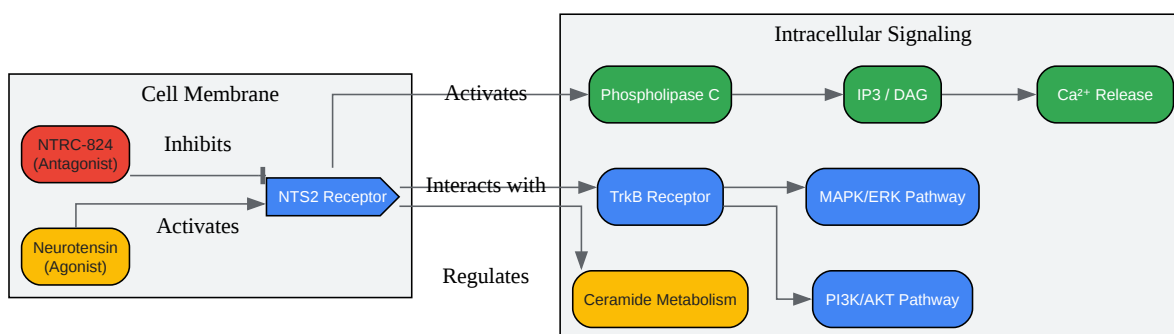 Intracellular Signaling
Cell Membrane
Activates
Phospholipase C
IP3 / DAG
Ca²⁺ Release
NTRC-824
(Antagonist)
Inhibits
NTS2 Receptor
Interacts with
TrkB Receptor
MAPK/ERK Pathway
Activates
Neurotensin
(Agonist)
Regulates
Ceramide Metabolism
PI3K/AKT Pathway